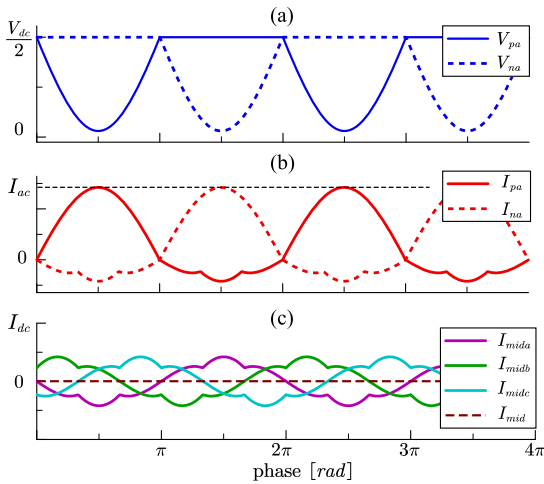 (a)
V_dc
2
0
V_pa
V_na
(b)
I_ac
0
I_pa
I_na
(c)
I_dc
0
I_mida
I_midb
I_midc
I_mid
π 2π 3π 4π
phase [rad]